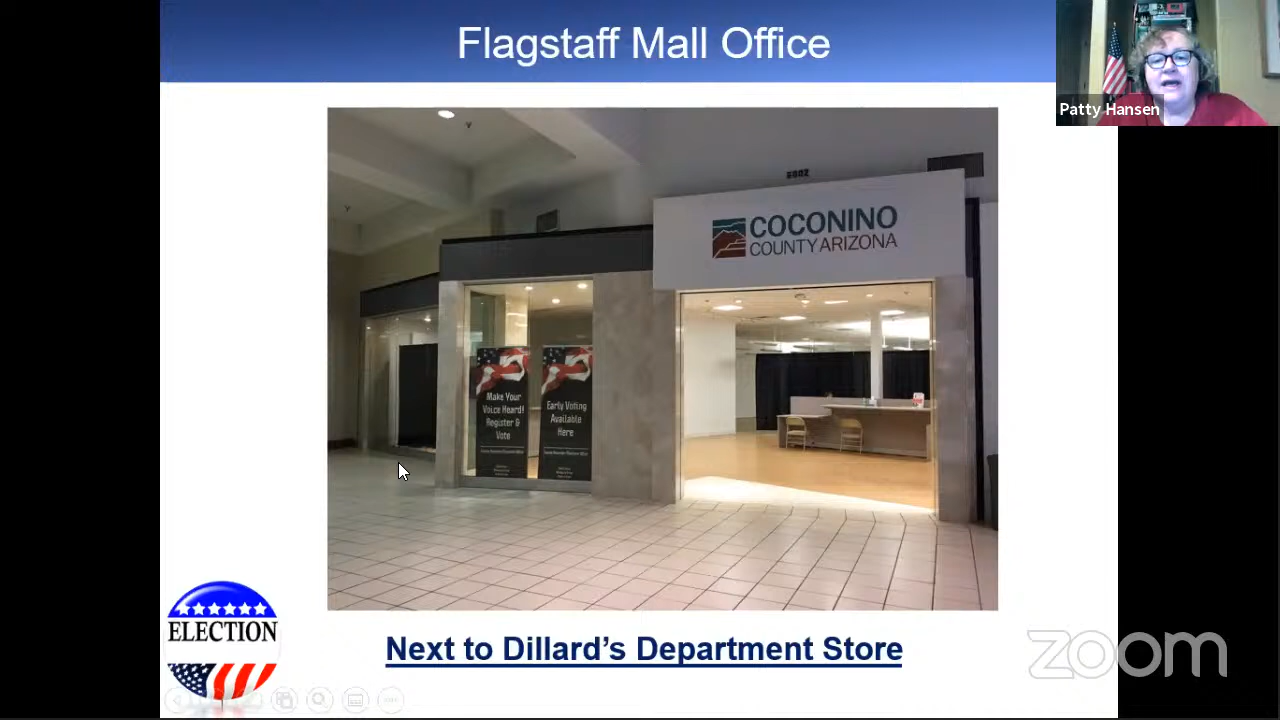 Flagstaff Mall Office
Patty Hansen
5002
COCONINO
COUNTY ARIZONA
Make Your
Voice Heard!
Register &
Vote
Early Voting
Available
Here
ELECTION
Next to Dillard's Department Store
zoom